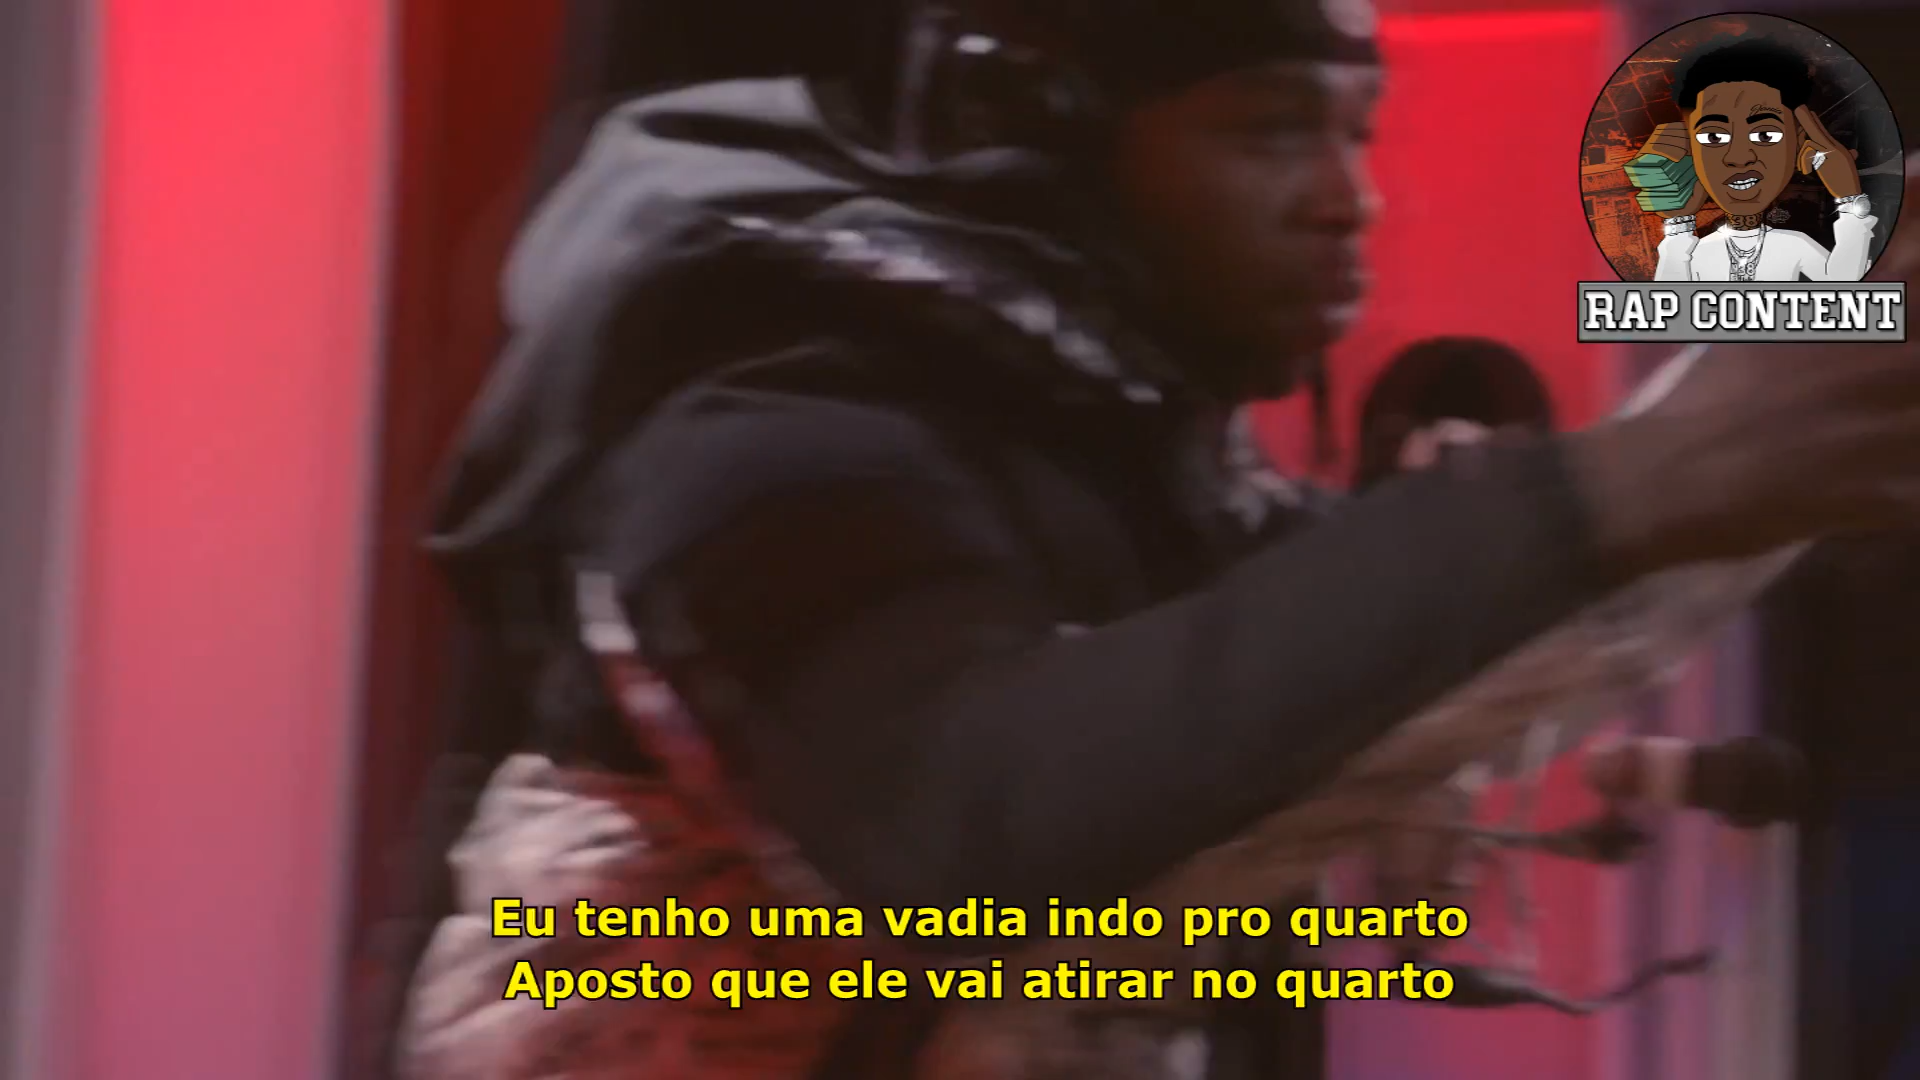 RAP CONTENT
Eu tenho uma vadia indo pro quarto
Aposto que ele vai atirar no quarto